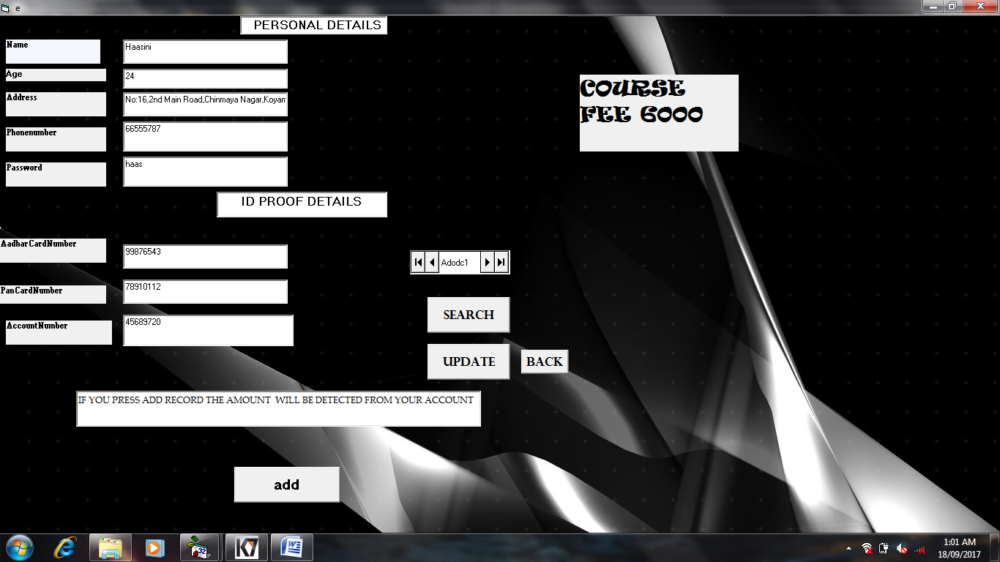 e
PERSONAL DETAILS
Name
Haasini
Age
24
Address
No:16,2nd Main Road,Chinmaya Nagar,Koyam
Phonenumber
66555787
Password
haas
COURSE
FEE 6000
ID PROOF DETAILS
AadharCardNumber
99876543
PanCardNumber
78910112
AccountNumber
45689720
Adodc1
SEARCH
UPDATE
BACK
IF YOU PRESS ADD RECORD THE AMOUNT WILL BE DETECTED FROM YOUR ACCOUNT
add
32
K7
W
1:01 AM
18/09/2017